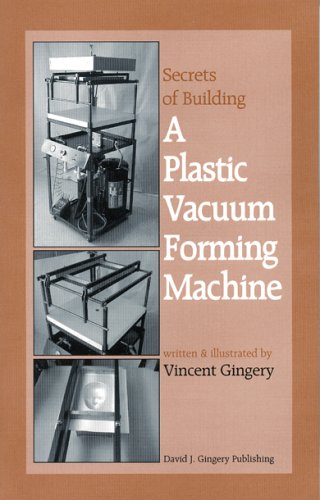 Secrets
of Building
A
Plastic
Vacuum
Forming
Machine
written & illustrated by
Vincent Gingery
David J. Gingery Publishing